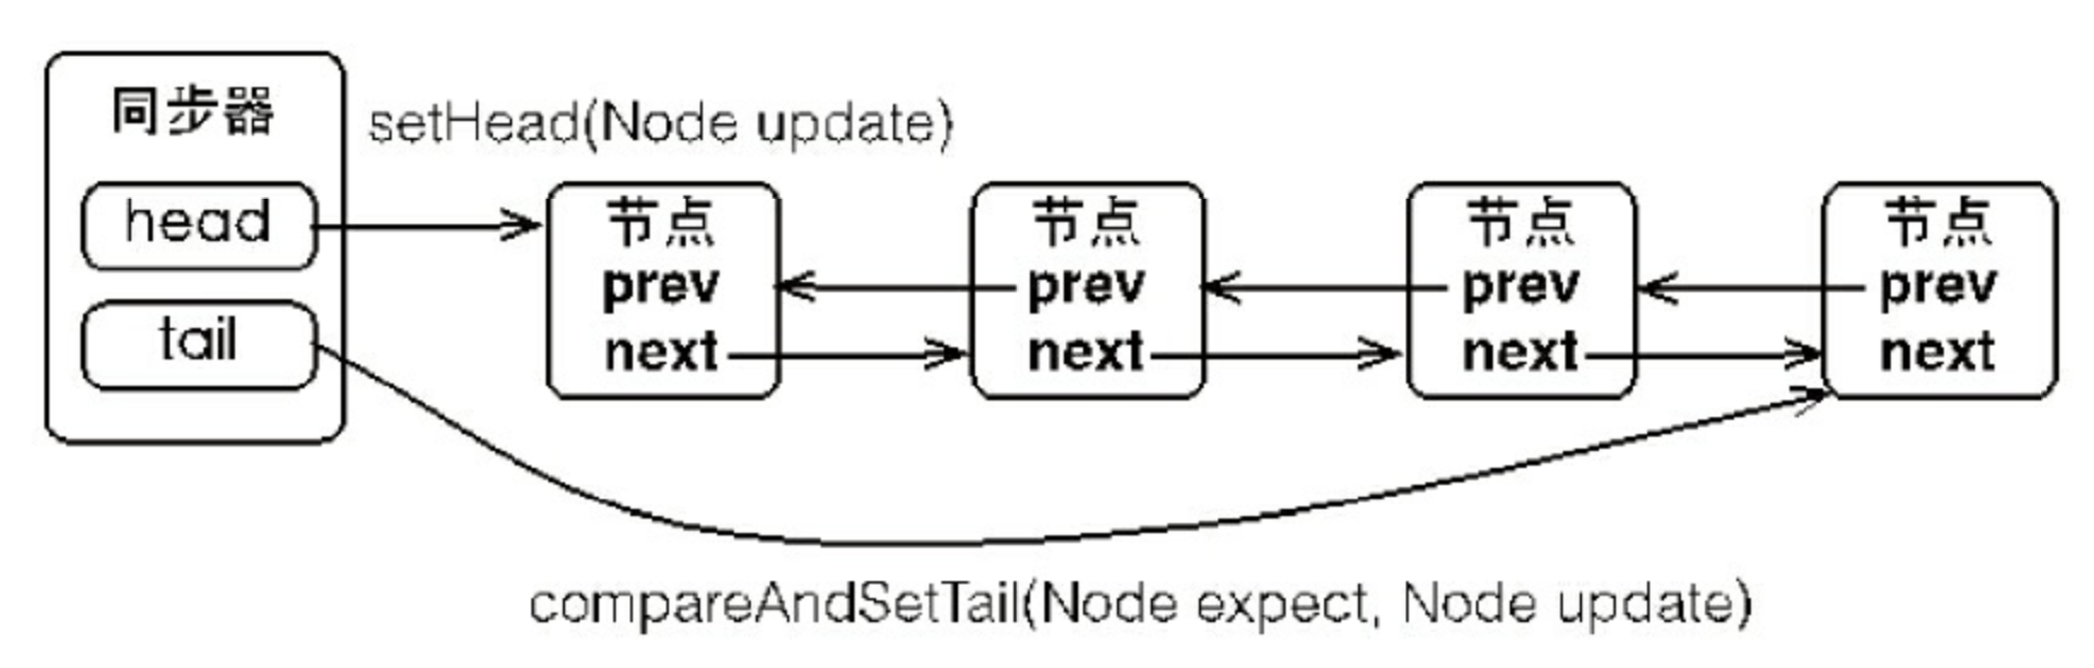 同步器
setHead(Node update)
head
tail
节点
prev
next
节点
prev
next
节点
prev
next
节点
prev
next
compareAndSetTail(Node expect, Node update)